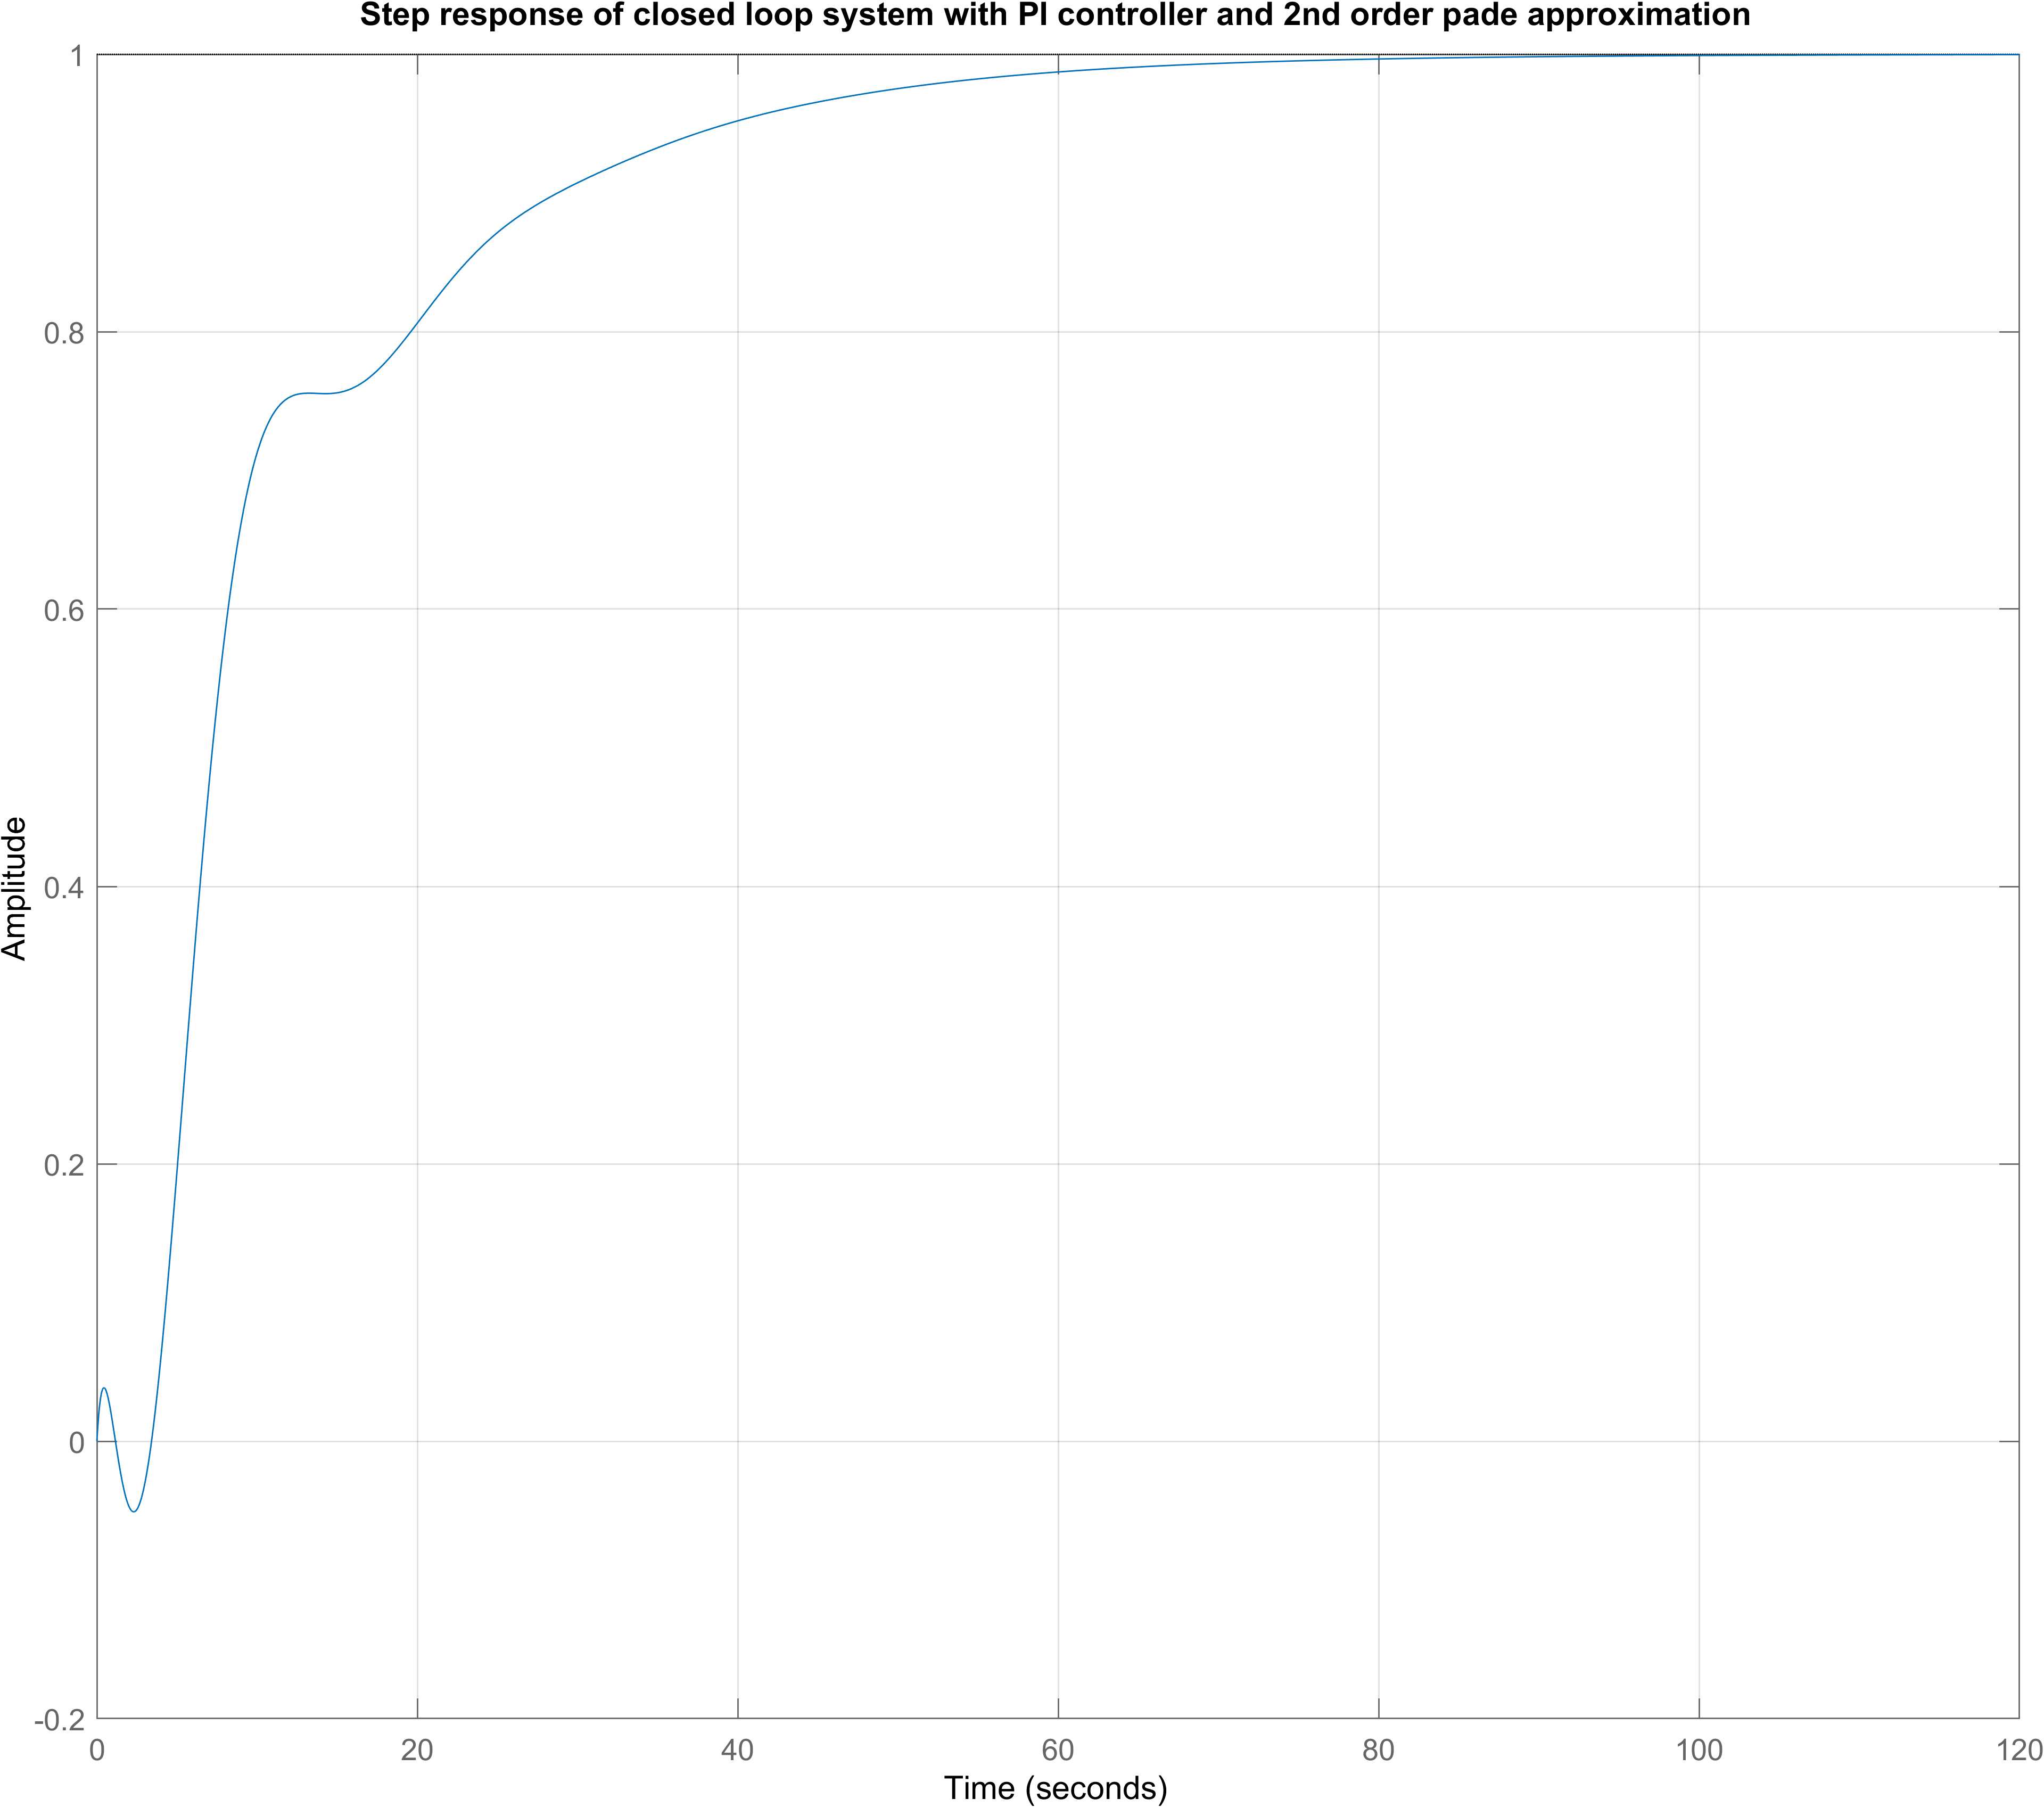 Step response of closed loop system with PI controller and 2nd order pade approximation
1
0.8
0.6
0.4
0.2
0
-0.2
Amplitude
0 20 40 60 80 100 120
Time (seconds)